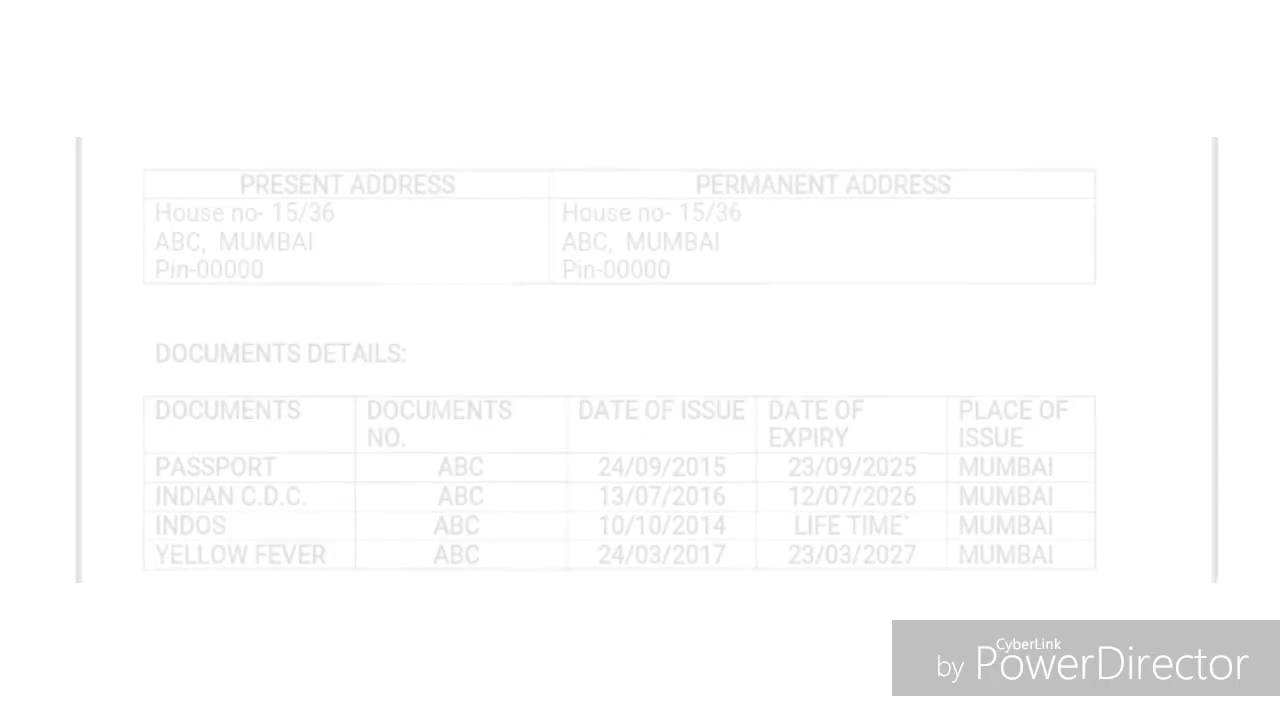 PRESENT ADDRESS PERMANENT ADDRESS
House no- 15/36 House no- 15/36
ABC, MUMBAI ABC, MUMBAI
Pin-00000 Pin-00000
DOCUMENTS DETAILS:
DOCUMENTS DOCUMENTS NO. DATE OF ISSUE DATE OF EXPIRY PLACE OF ISSUE
PASSPORT ABC 24/09/2015 23/09/2025 MUMBAI
INDIAN C.D.C. ABC 13/07/2016 12/07/2026 MUMBAI
INDOS ABC 10/10/2014 LIFE TIME` MUMBAI
YELLOW FEVER ABC 24/03/2017 23/03/2027 MUMBAI
CyberLink
by PowerDirector